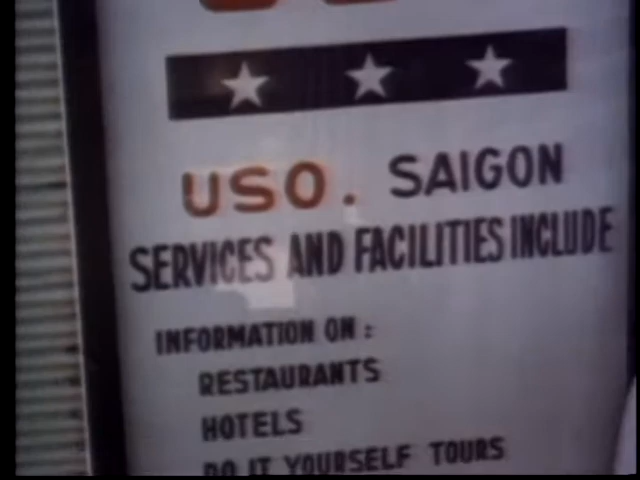 USO. SAIGON
SERVICES AND FACILITIES INCLUDE
INFORMATION ON :
RESTAURANTS
HOTELS
DO IT YOURSELF TOURS